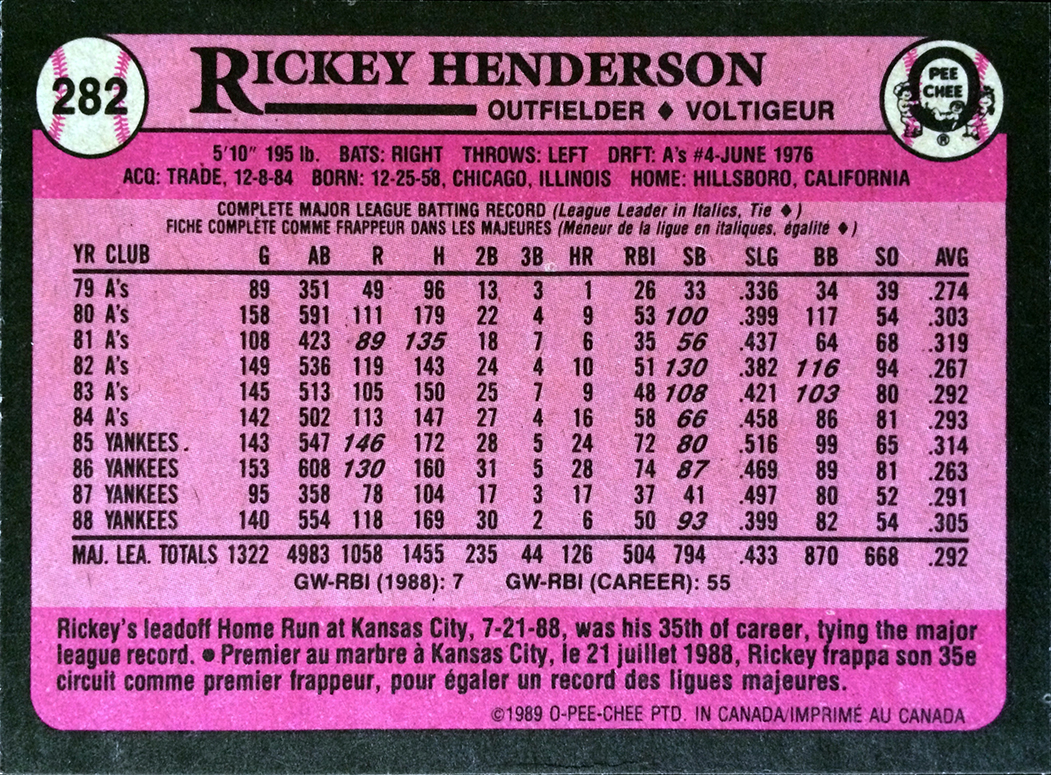 282
RICKEY HENDERSON
OUTFIELDER ♦ VOLTIGEUR
PEE
CHEE
®
5'10" 195 lb. BATS: RIGHT THROWS: LEFT DRFT: A's #4-JUNE 1976
ACQ: TRADE, 12-8-84 BORN: 12-25-58, CHICAGO, ILLINOIS HOME: HILLSBORO, CALIFORNIA
COMPLETE MAJOR LEAGUE BATTING RECORD (League Leader in Italics, Tie ♦)
FICHE COMPLÈTE COMME FRAPPEUR DANS LES MAJEURES (Meneur de la ligue en italiques, égalité ♦)
YR CLUB G AB R H 2B 3B HR RBI SB SLG BB SO AVG
79 A's 89 351 49 96 13 3 1 26 33 .336 34 39 .274
80 A's 158 591 111 179 22 4 9 53 100 .399 117 54 .303
81 A's 108 423 89 135 18 7 6 35 56 .437 64 68 .319
82 A's 149 536 119 143 24 4 10 51 130 .382 116 94 .267
83 A's 145 513 105 150 25 7 9 48 108 .421 103 80 .292
84 A's 142 502 113 147 27 4 16 58 66 .458 86 81 .293
85 YANKEES 143 547 146 172 28 5 24 72 80 .516 99 65 .314
86 YANKEES 153 608 130 160 31 5 28 74 87 .469 89 81 .263
87 YANKEES 95 358 78 104 17 3 17 37 41 .497 80 52 .291
88 YANKEES 140 554 118 169 30 2 6 50 93 .399 82 54 .305
MAJ. LEA. TOTALS 1322 4983 1058 1455 235 44 126 504 794 .433 870 668 .292
GW-RBI (1988): 7 GW-RBI (CAREER): 55
Rickey's leadoff Home Run at Kansas City, 7-21-88, was his 35th of career, tying the major
league record. ● Premier au marbre à Kansas City, le 21 juillet 1988, Rickey frappa son 35e
circuit comme premier frappeur, pour égaler un record des ligues majeures.
©1989 O-PEE-CHEE PTD. IN CANADA/IMPRIMÉ AU CANADA